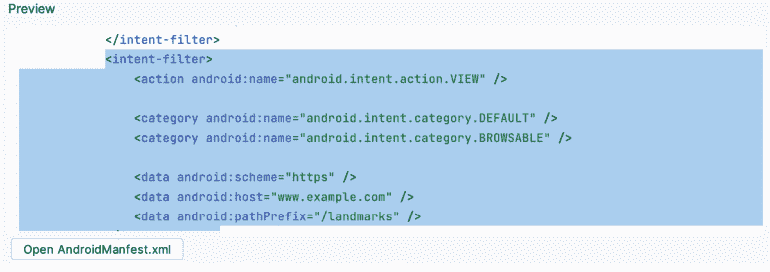 Preview
</intent-filter>
<intent-filter>
<action android:name="android.intent.action.VIEW" />
<category android:name="android.intent.category.DEFAULT" />
<category android:name="android.intent.category.BROWSABLE" />
<data android:scheme="https" />
<data android:host="www.example.com" />
<data android:pathPrefix="/landmarks" />
Open AndroidManfest.xml